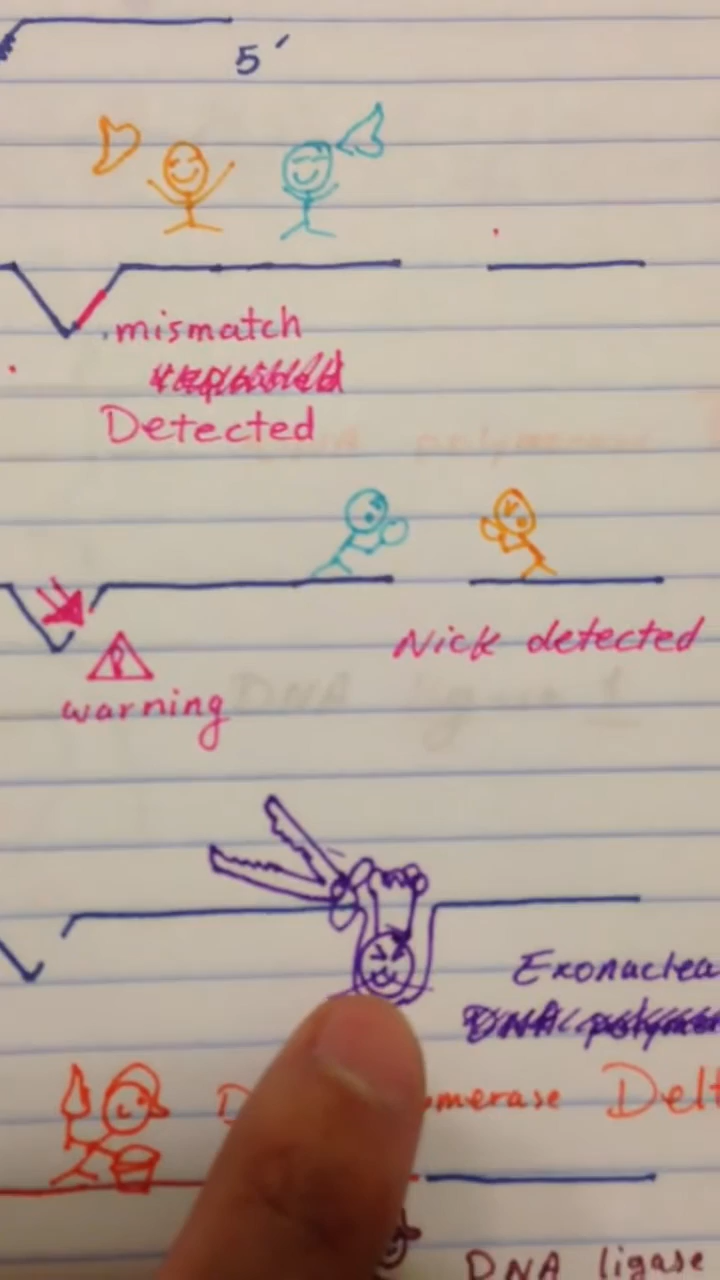 5′
mismatch
Detected
Nick detected
warning
Exonuclea
D merase Delt
DNA ligase